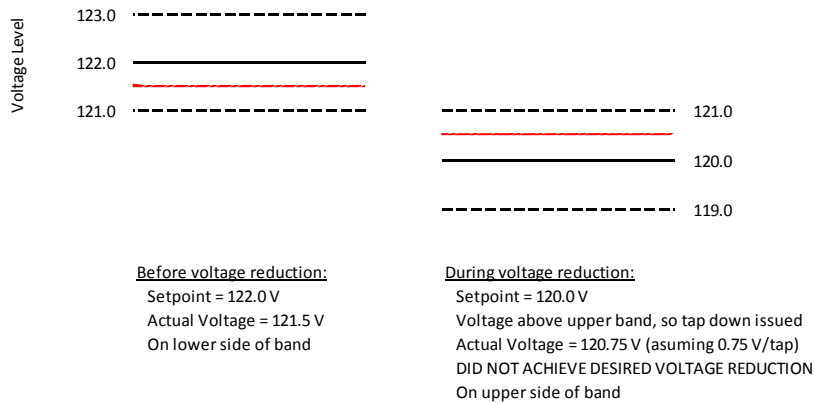 Voltage Level
123.0
122.0
121.0
121.0
120.0
119.0
Before voltage reduction:
Setpoint = 122.0 V
Actual Voltage = 121.5 V
On lower side of band
During voltage reduction:
Setpoint = 120.0 V
Voltage above upper band, so tap down issued
Actual Voltage = 120.75 V (asuming 0.75 V/tap)
DID NOT ACHIEVE DESIRED VOLTAGE REDUCTION
On upper side of band